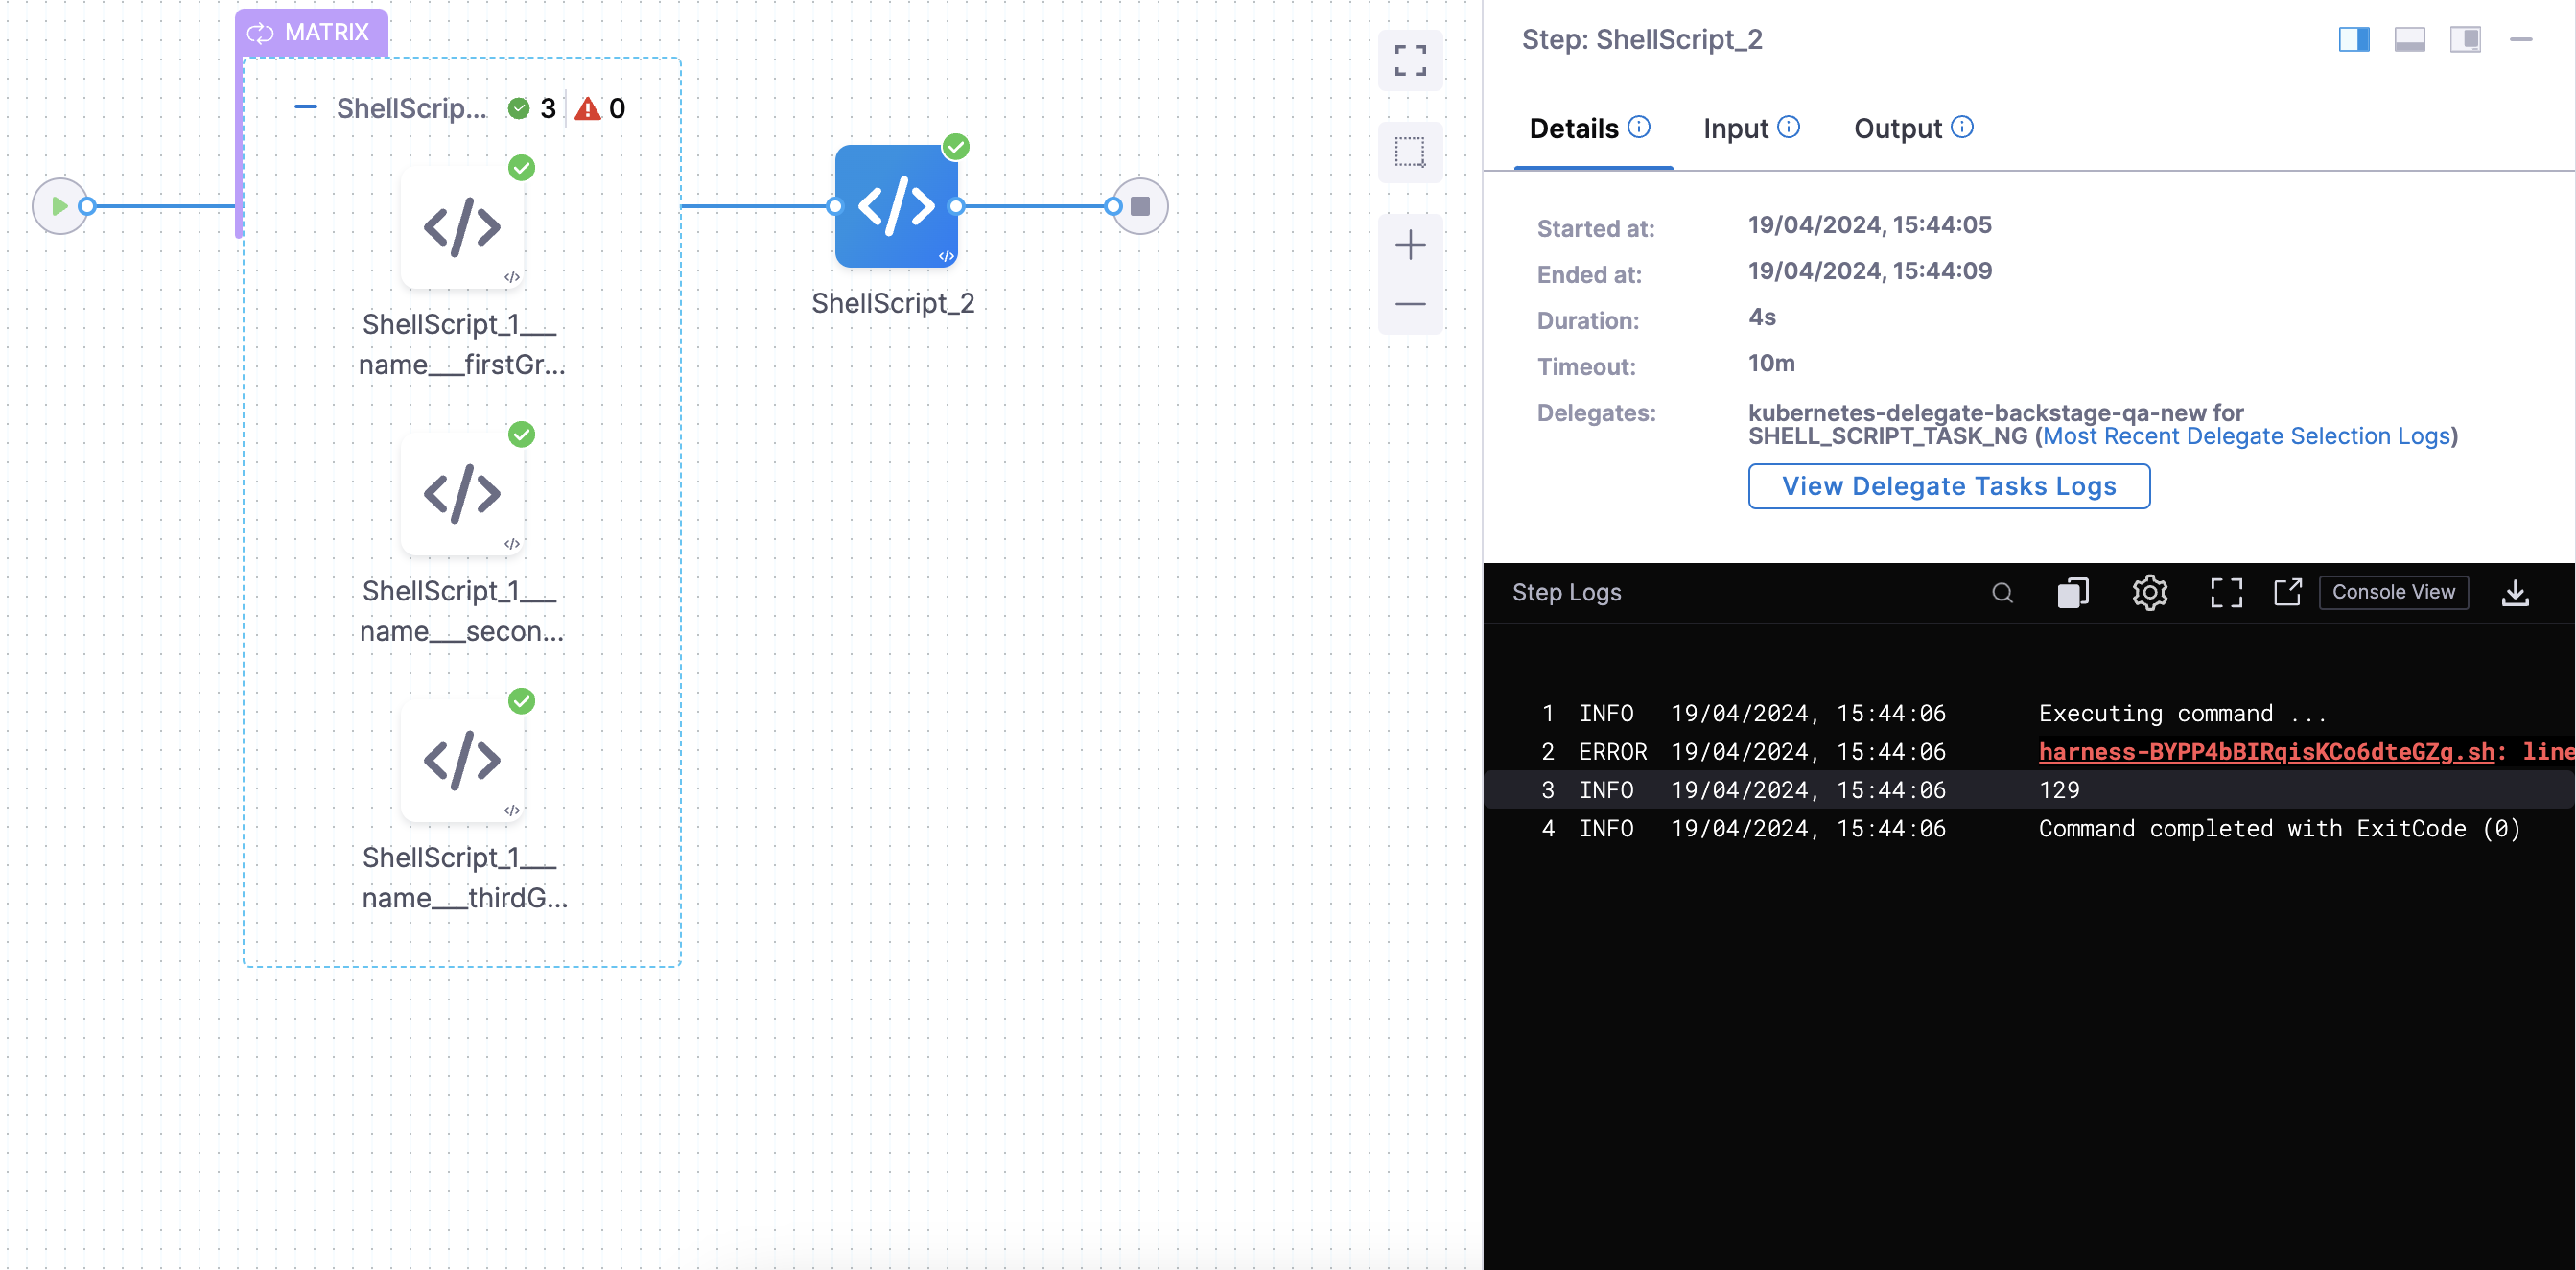 MATRIX
ShellScrip... 3 0
ShellScript_1___
name___firstGr...
ShellScript_1___
name___secon...
ShellScript_1___
name___thirdG...
ShellScript_2
Step: ShellScript_2
Details Input Output
Started at: 19/04/2024, 15:44:05
Ended at: 19/04/2024, 15:44:09
Duration: 4s
Timeout: 10m
Delegates: kubernetes-delegate-backstage-qa-new for
SHELL_SCRIPT_TASK_NG (Most Recent Delegate Selection Logs)
View Delegate Tasks Logs
Step Logs Console View
1 INFO 19/04/2024, 15:44:06 Executing command ...
2 ERROR 19/04/2024, 15:44:06 harness-BYPP4bBIRqisKCo6dteGZg.sh: line
3 INFO 19/04/2024, 15:44:06 129
4 INFO 19/04/2024, 15:44:06 Command completed with ExitCode (0)